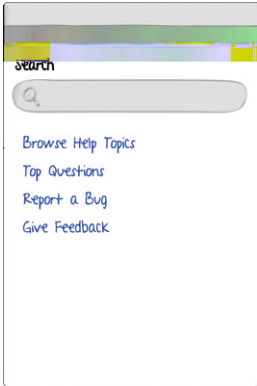 Search
Browse Help Topics
Top Questions
Report a Bug
Give Feedback